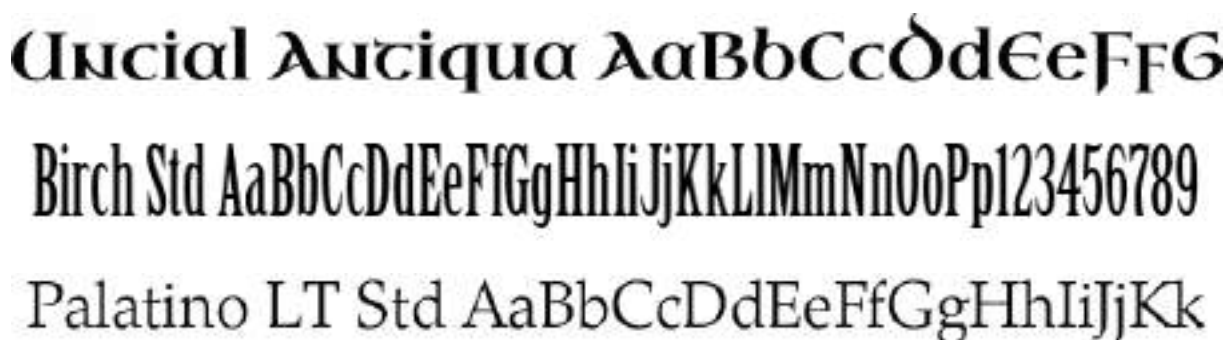 Uncial Antiqua AaBbCcDdEeFfG
Birch Std AaBbCcDdEeFfGgHhIiJjKkLlMmNnOoPp123456789
Palatino LT Std AaBbCcDdEeFfGgHhIiJjKk